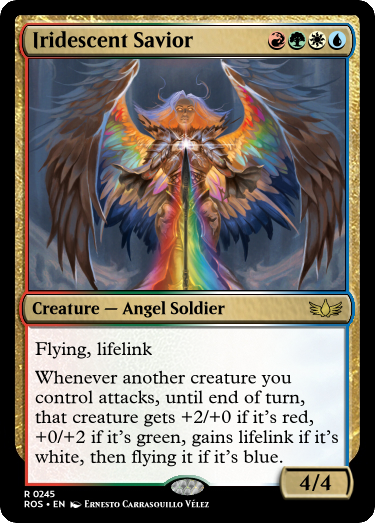 Iridescent Savior
Creature — Angel Soldier
Flying, lifelink
Whenever another creature you
control attacks, until end of turn,
that creature gets +2/+0 if it's red,
+0/+2 if it's green, gains lifelink if it's
white, then flying it if it's blue.
4/4
R 0245
ROS • EN Ernesto Carrasouillo Vélez